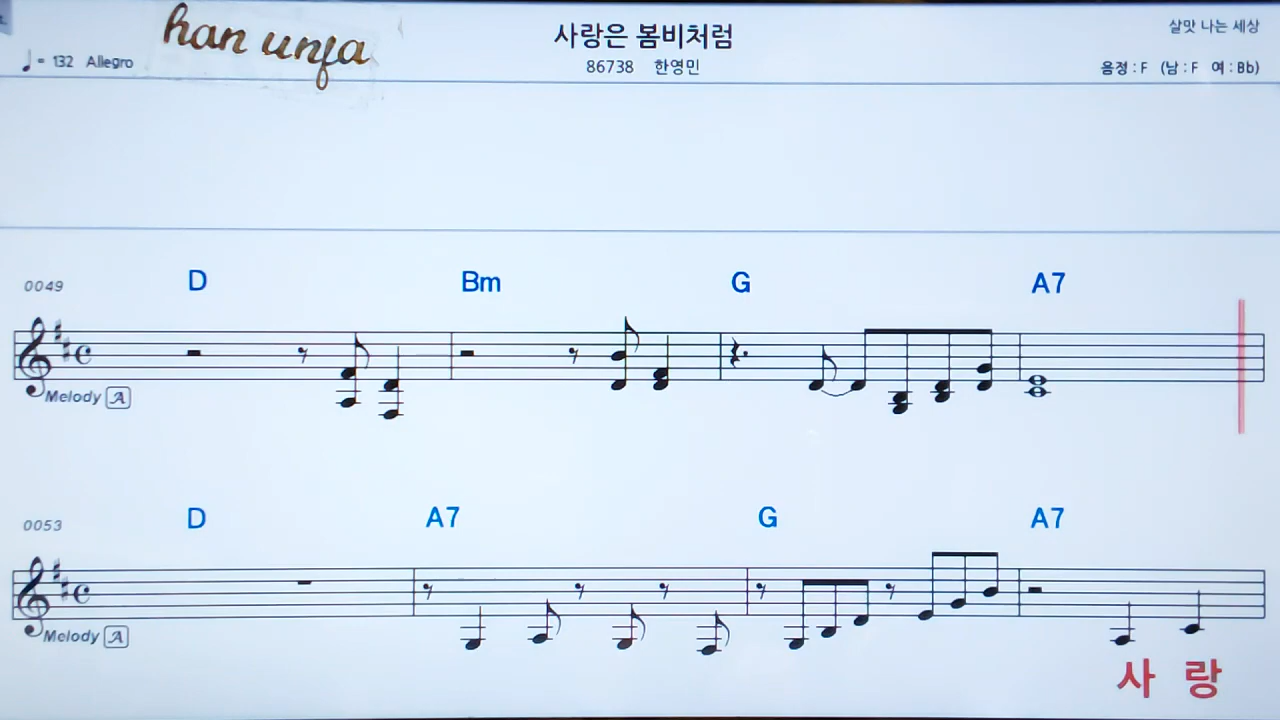 han unfa
사랑은 봄비처럼
살맛 나는 세상
♩= 132 Allegro
86738 한영민
음정 : F (남 : F 여 : Bb)
0049 D Bm G A7
Melody A
0053 D A7 G A7
Melody A
사 랑